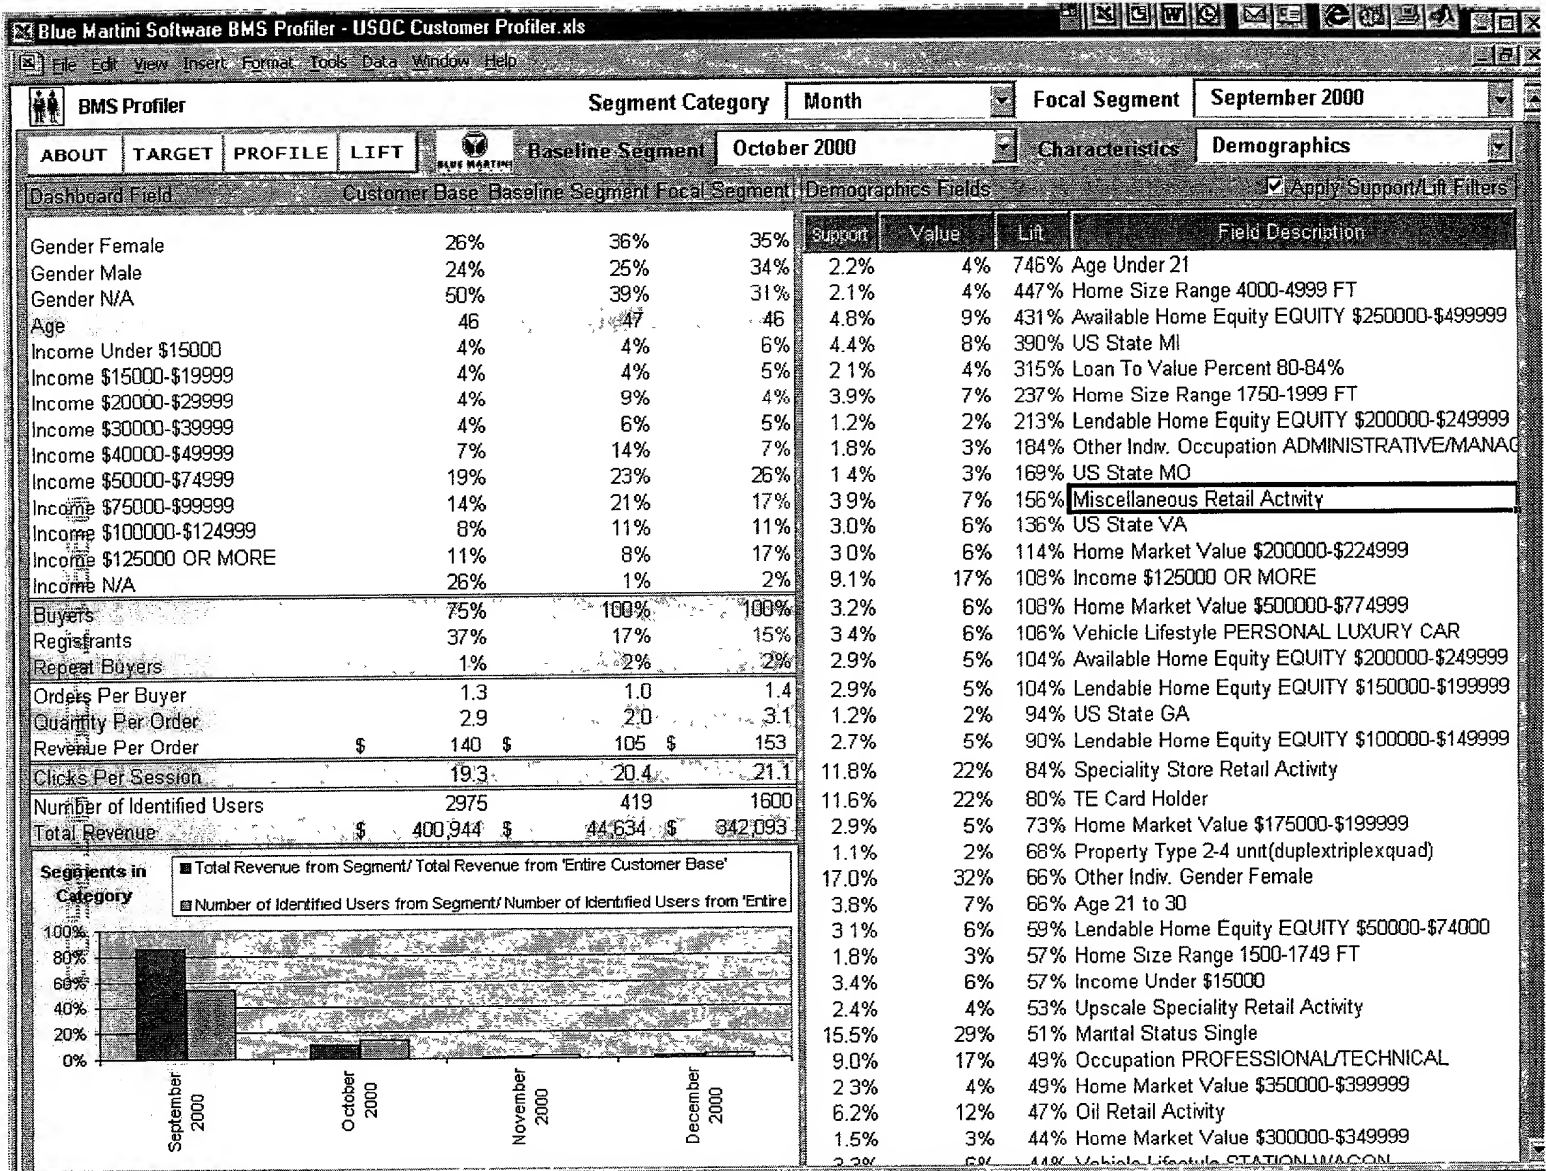 Blue Martini Software BMS Profiler - USOC Customer Profiler.xls
File Edit View Insert Format Tools Data Window Help
BMS Profiler Segment Category Month Focal Segment September 2000
ABOUT TARGET PROFILE LIFT BLUE MARTINI Baseline Segment October 2000 Characteristics Demographics
Dashboard Field Customer Base Baseline Segment Focal Segment
Gender Female 26% 36% 35%
Gender Male 24% 25% 34%
Gender N/A 50% 39% 31%
Age 46 47 46
Income Under $15000 4% 4% 6%
Income $15000-$19999 4% 4% 5%
Income $20000-$29999 4% 9% 4%
Income $30000-$39999 4% 6% 5%
Income $40000-$49999 7% 14% 7%
Income $50000-$74999 19% 23% 26%
Income $75000-$99999 14% 21% 17%
Income $100000-$124999 8% 11% 11%
Income $125000 OR MORE 11% 8% 17%
Income N/A 26% 1% 2%
Buyers 75% 100% 100%
Registrants 37% 17% 15%
Repeat Buyers 1% 2% 2%
Orders Per Buyer 1.3 1.0 1.4
Quantity Per Order 2.9 2.0 3.1
Revenue Per Order $ 140 $ 105 $ 153
Clicks Per Session 19.3 20.4 21.1
Number of Identified Users 2975 419 1600
Total Revenue $ 400,944 $ 44,634 $ 342,093
Segments in Category
Total Revenue from Segment/ Total Revenue from 'Entire Customer Base'
Number of Identified Users from Segment/ Number of Identified Users from 'Entire
100%
80%
60%
40%
20%
0%
September 2000
October 2000
November 2000
December 2000
Demographics Fields Apply Support/Lift Filters
Support Value Lift Field Description
2.2% 4% 746% Age Under 21
2.1% 4% 447% Home Size Range 4000-4999 FT
4.8% 9% 431% Available Home Equity EQUITY $250000-$499999
4.4% 8% 390% US State MI
2 1% 4% 315% Loan To Value Percent 80-84%
3.9% 7% 237% Home Size Range 1750-1999 FT
1.2% 2% 213% Lendable Home Equity EQUITY $200000-$249999
1.8% 3% 184% Other Indiv. Occupation ADMINISTRATIVE/MANAG
1 4% 3% 169% US State MO
3 9% 7% 156% Miscellaneous Retail Activity
3.0% 6% 136% US State VA
3 0% 6% 114% Home Market Value $200000-$224999
9.1% 17% 108% Income $125000 OR MORE
3.2% 6% 108% Home Market Value $500000-$774999
3 4% 6% 106% Vehicle Lifestyle PERSONAL LUXURY CAR
2.9% 5% 104% Available Home Equity EQUITY $200000-$249999
2.9% 5% 104% Lendable Home Equity EQUITY $150000-$199999
1.2% 2% 94% US State GA
2.7% 5% 90% Lendable Home Equity EQUITY $100000-$149999
11.8% 22% 84% Speciality Store Retail Activity
11.6% 22% 80% TE Card Holder
2.9% 5% 73% Home Market Value $175000-$199999
1.1% 2% 68% Property Type 2-4 unit(duplextriplexquad)
17.0% 32% 66% Other Indiv. Gender Female
3.8% 7% 66% Age 21 to 30
3 1% 6% 59% Lendable Home Equity EQUITY $50000-$74000
1.8% 3% 57% Home Size Range 1500-1749 FT
3.4% 6% 57% Income Under $15000
2.4% 4% 53% Upscale Speciality Retail Activity
15.5% 29% 51% Marital Status Single
9.0% 17% 49% Occupation PROFESSIONAL/TECHNICAL
2 3% 4% 49% Home Market Value $350000-$399999
6.2% 12% 47% Oil Retail Activity
1.5% 3% 44% Home Market Value $300000-$349999
44% Vehicle Lifestyle STATION WAGON